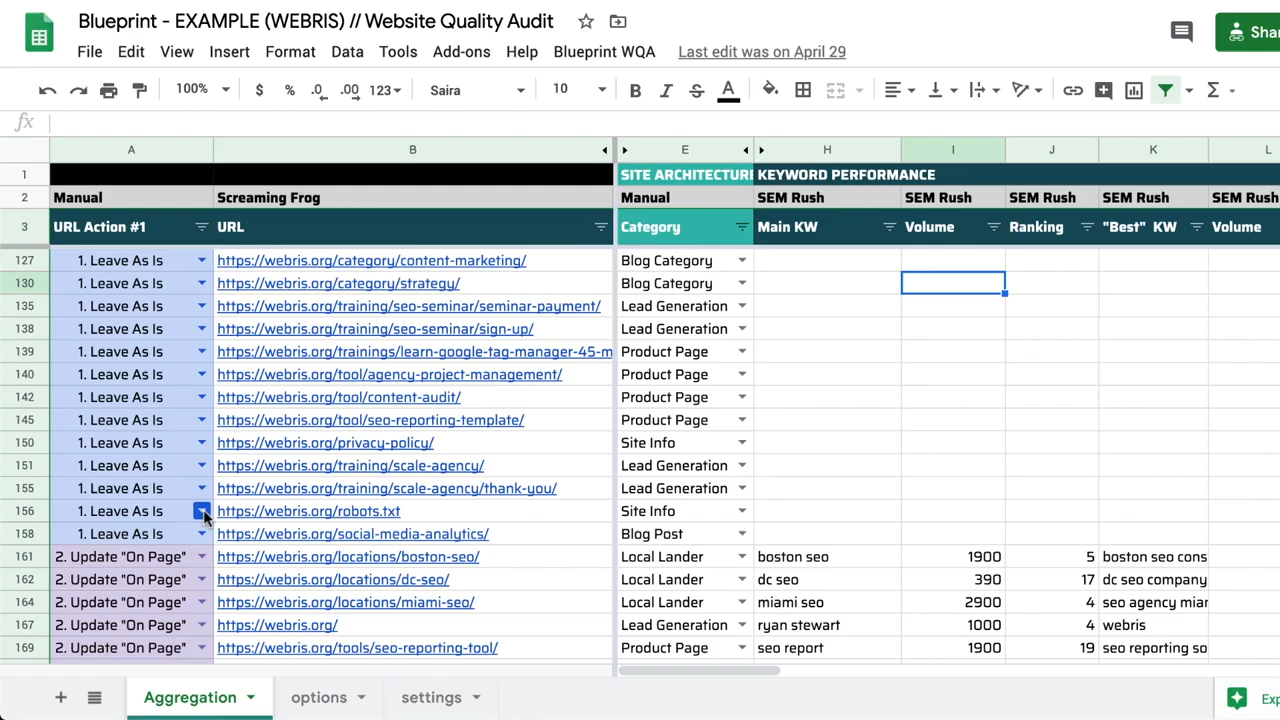 Blueprint - EXAMPLE (WEBRIS) // Website Quality Audit
File Edit View Insert Format Data Tools Add-ons Help Blueprint WQA Last edit was on April 29
Shar
100% $ % .0 .00 123 Saira 10 B I S A Σ
fx
A B E H I J K L
1 SITE ARCHITECTURE KEYWORD PERFORMANCE
2 Manual Screaming Frog Manual SEM Rush SEM Rush SEM Rush SEM Rush SEM Rush
3 URL Action #1 URL Category Main KW Volume Ranking "Best" KW Volume
127 1. Leave As Is https://webris.org/category/content-marketing/ Blog Category
130 1. Leave As Is https://webris.org/category/strategy/ Blog Category
135 1. Leave As Is https://webris.org/training/seo-seminar/seminar-payment/ Lead Generation
138 1. Leave As Is https://webris.org/training/seo-seminar/sign-up/ Lead Generation
139 1. Leave As Is https://webris.org/trainings/learn-google-tag-manager-45-m Product Page
140 1. Leave As Is https://webris.org/tool/agency-project-management/ Product Page
142 1. Leave As Is https://webris.org/tool/content-audit/ Product Page
145 1. Leave As Is https://webris.org/tool/seo-reporting-template/ Product Page
150 1. Leave As Is https://webris.org/privacy-policy/ Site Info
151 1. Leave As Is https://webris.org/training/scale-agency/ Lead Generation
155 1. Leave As Is https://webris.org/training/scale-agency/thank-you/ Lead Generation
156 1. Leave As Is https://webris.org/robots.txt Site Info
158 1. Leave As Is https://webris.org/social-media-analytics/ Blog Post
161 2. Update "On Page" https://webris.org/locations/boston-seo/ Local Lander boston seo 1900 5 boston seo cons
162 2. Update "On Page" https://webris.org/locations/dc-seo/ Local Lander dc seo 390 17 dc seo company
164 2. Update "On Page" https://webris.org/locations/miami-seo/ Local Lander miami seo 2900 4 seo agency miar
167 2. Update "On Page" https://webris.org/ Lead Generation ryan stewart 1000 4 webris
169 2. Update "On Page" https://webris.org/tools/seo-reporting-tool/ Product Page seo report 1900 19 seo reporting so
+ Aggregation options settings Exp